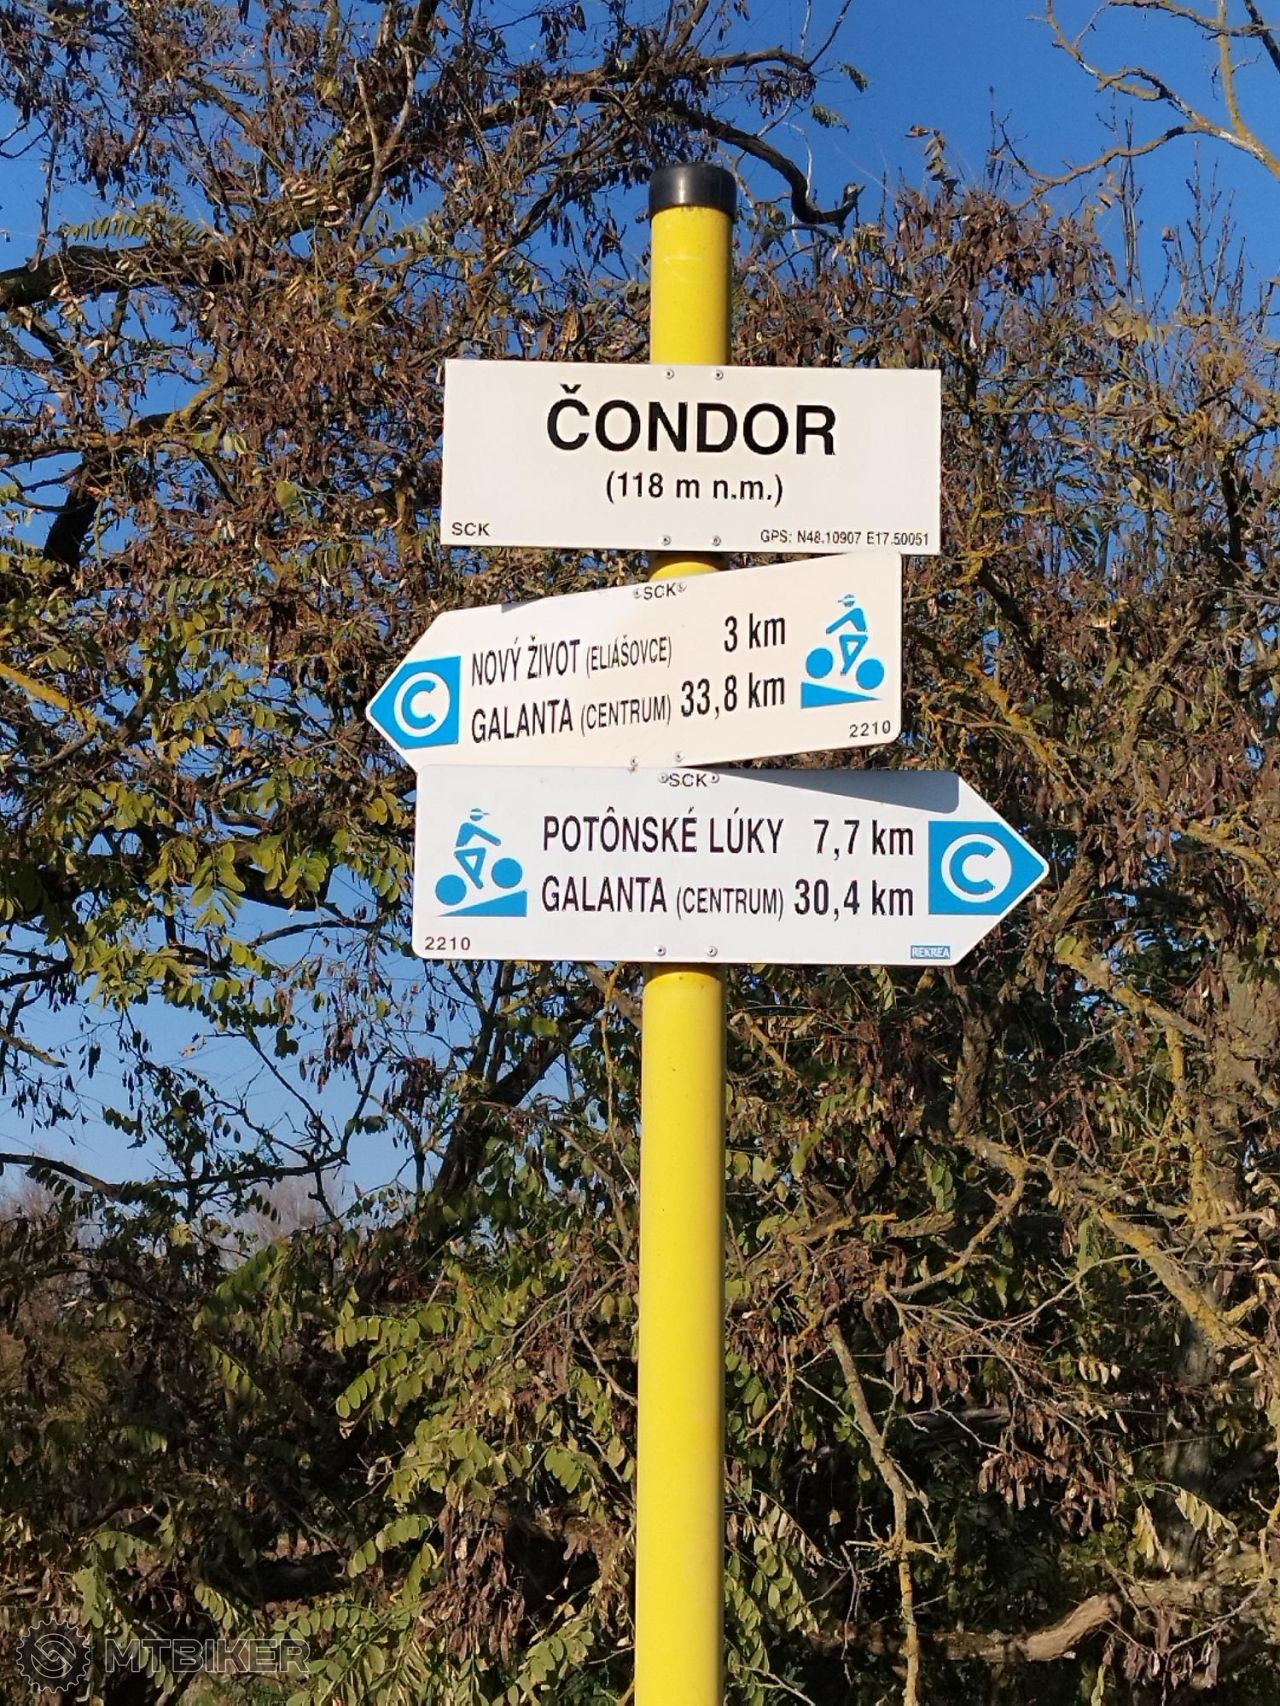 ČONDOR
(118 m n.m.)
SCK
GPS: N48.10907 E17.50051
SCK
NOVÝ ŽIVOT (ELIÁŠOVCE) 3 km
C
GALANTA (CENTRUM) 33,8 km
2210
SCK
POTÔNSKÉ LÚKY 7,7 km
C
GALANTA (CENTRUM) 30,4 km
2210
REKREA
MTBIKER